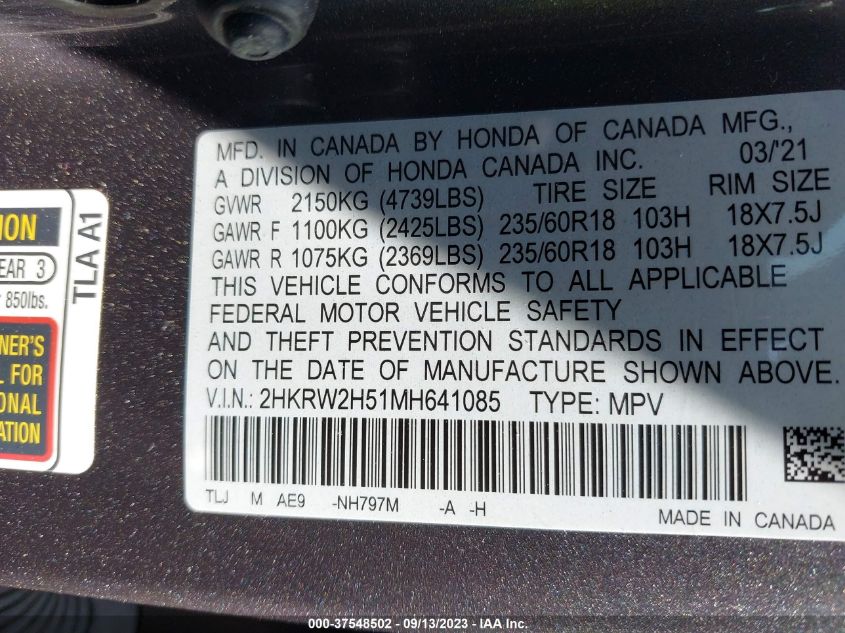 MFD. IN CANADA BY HONDA OF CANADA MFG.,
A DIVISION OF HONDA CANADA INC. 03/'21
GVWR 2150KG (4739LBS) TIRE SIZE RIM SIZE
GAWR F 1100KG (2425LBS) 235/60R18 103H 18X7.5J
GAWR R 1075KG (2369LBS) 235/60R18 103H 18X7.5J
THIS VEHICLE CONFORMS TO ALL APPLICABLE
FEDERAL MOTOR VEHICLE SAFETY
AND THEFT PREVENTION STANDARDS IN EFFECT
ON THE DATE OF MANUFACTURE SHOWN ABOVE.
V.I.N.: 2HKRW2H51MH641085 TYPE: MPV
TLJ M AE9 -NH797M -A -H
MADE IN CANADA
ION
EAR 3
850lbs.
NER'S
FOR
ONAL
ATION
TLA A1
000-37548502 - 09/13/2023 - IAA Inc.